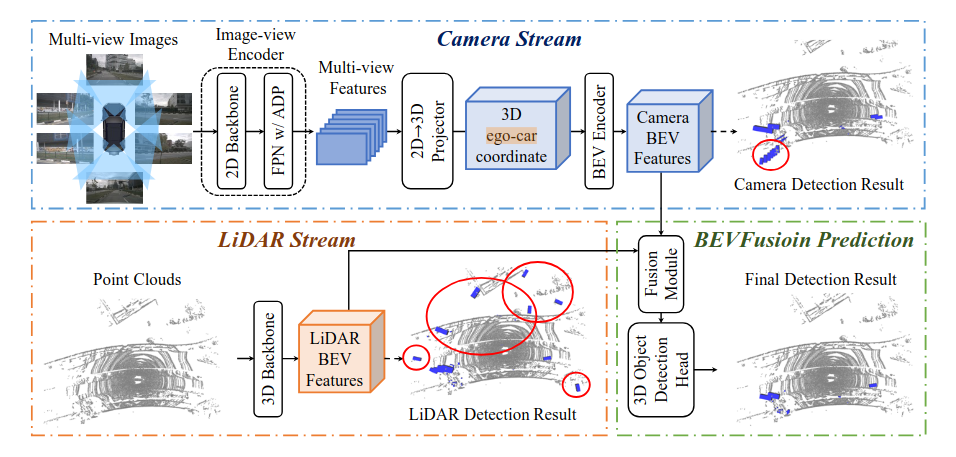 Camera Stream
Multi-view Images
Image-view
Encoder
2D Backbone
FPN w/ ADP
Multi-view
Features
2D→3D
Projector
3D
ego-car
coordinate
BEV Encoder
Camera
BEV
Features
Camera Detection Result
LiDAR Stream
Point Clouds
3D Backbone
LiDAR
BEV
Features
LiDAR Detection Result
BEVFusioin Prediction
Fusion
Module
3D Object
Detection
Head
Final Detection Result